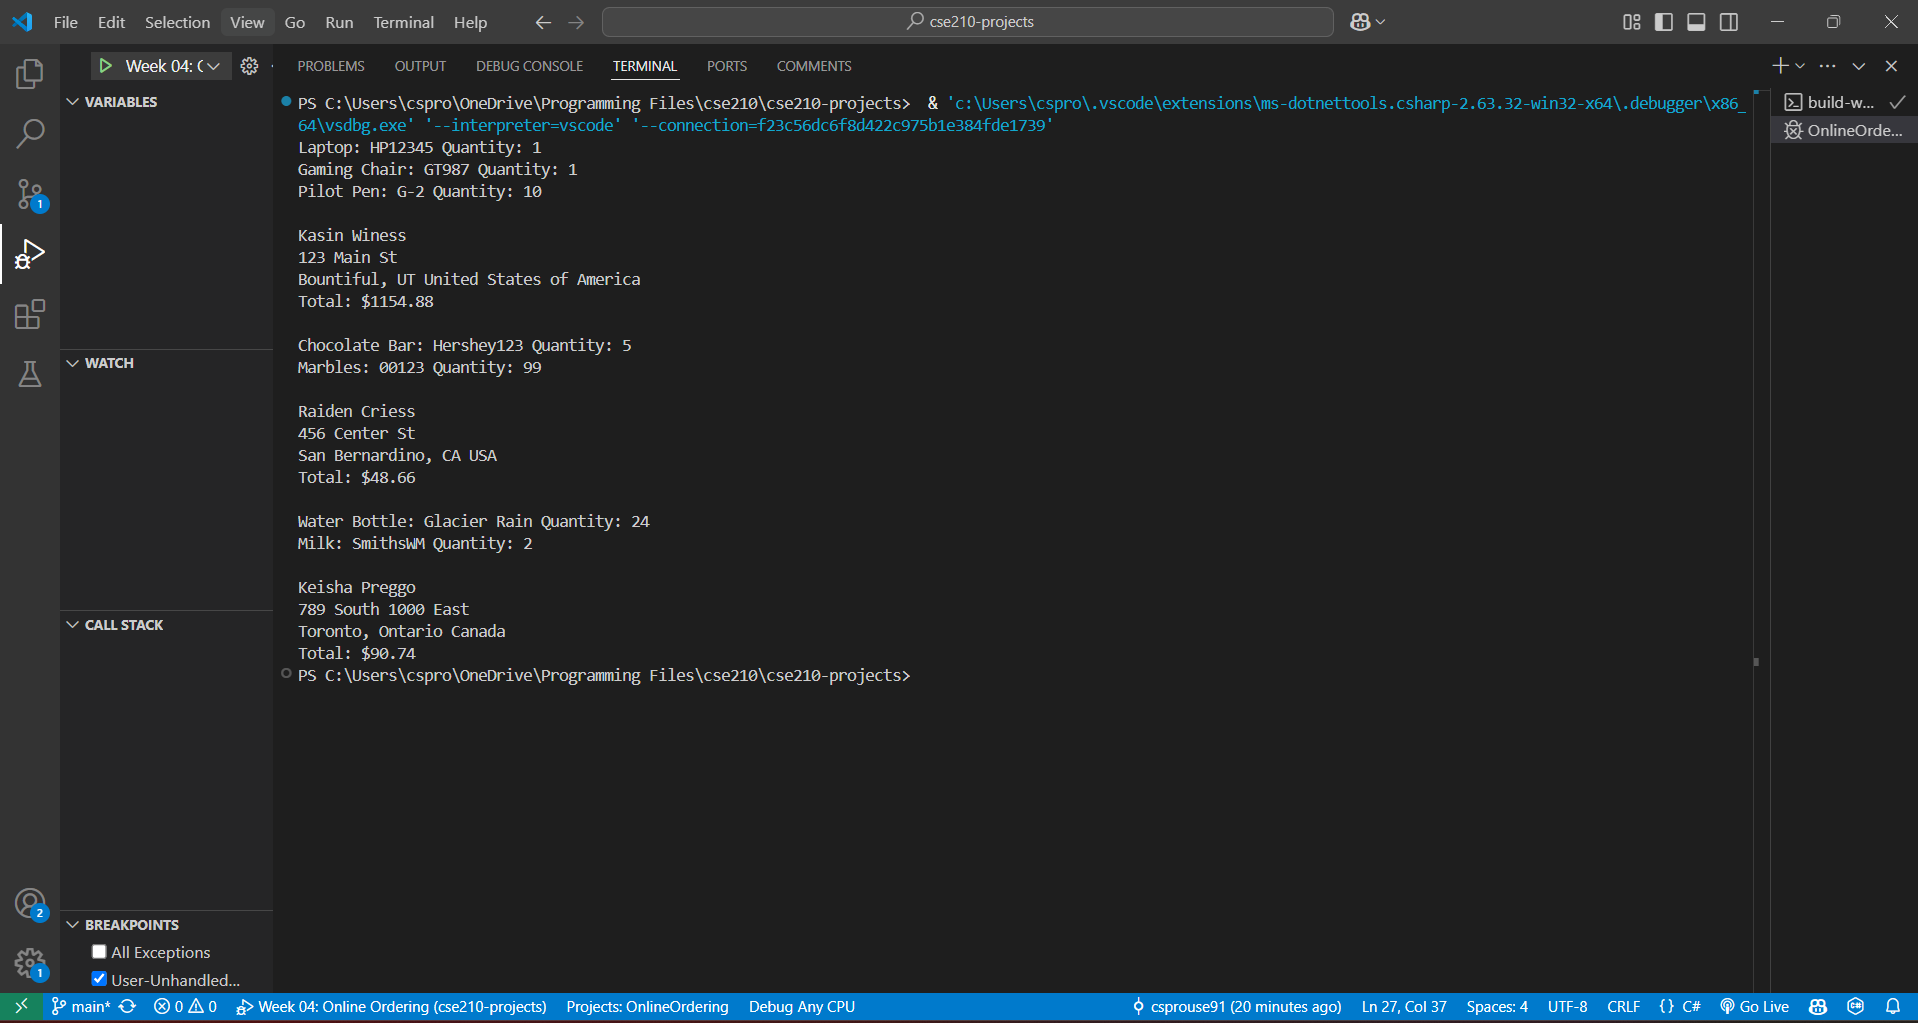 File Edit Selection View Go Run Terminal Help
cse210-projects
Week 04: (
PROBLEMS OUTPUT DEBUG CONSOLE TERMINAL PORTS COMMENTS
VARIABLES
WATCH
CALL STACK
BREAKPOINTS
All Exceptions
User-Unhandled...
1
2
1
PS C:\Users\cspro\OneDrive\Programming Files\cse210\cse210-projects>  & 'c:\Users\cspro\.vscode\extensions\ms-dotnettools.csharp-2.63.32-win32-x64\.debugger\x86_
64\vsdbg.exe' '--interpreter=vscode' '--connection=f23c56dc6f8d422c975b1e384fde1739'
Laptop: HP12345 Quantity: 1
Gaming Chair: GT987 Quantity: 1
Pilot Pen: G-2 Quantity: 10
Kasin Winess
123 Main St
Bountiful, UT United States of America
Total: $1154.88
Chocolate Bar: Hershey123 Quantity: 5
Marbles: 00123 Quantity: 99
Raiden Criess
456 Center St
San Bernardino, CA USA
Total: $48.66
Water Bottle: Glacier Rain Quantity: 24
Milk: SmithsWM Quantity: 2
Keisha Preggo
789 South 1000 East
Toronto, Ontario Canada
Total: $90.74
PS C:\Users\cspro\OneDrive\Programming Files\cse210\cse210-projects>
build-w...
OnlineOrde...
main* 0 0 Week 04: Online Ordering (cse210-projects) Projects: OnlineOrdering Debug Any CPU
csprouse91 (20 minutes ago) Ln 27, Col 37 Spaces: 4 UTF-8 CRLF {} C# Go Live